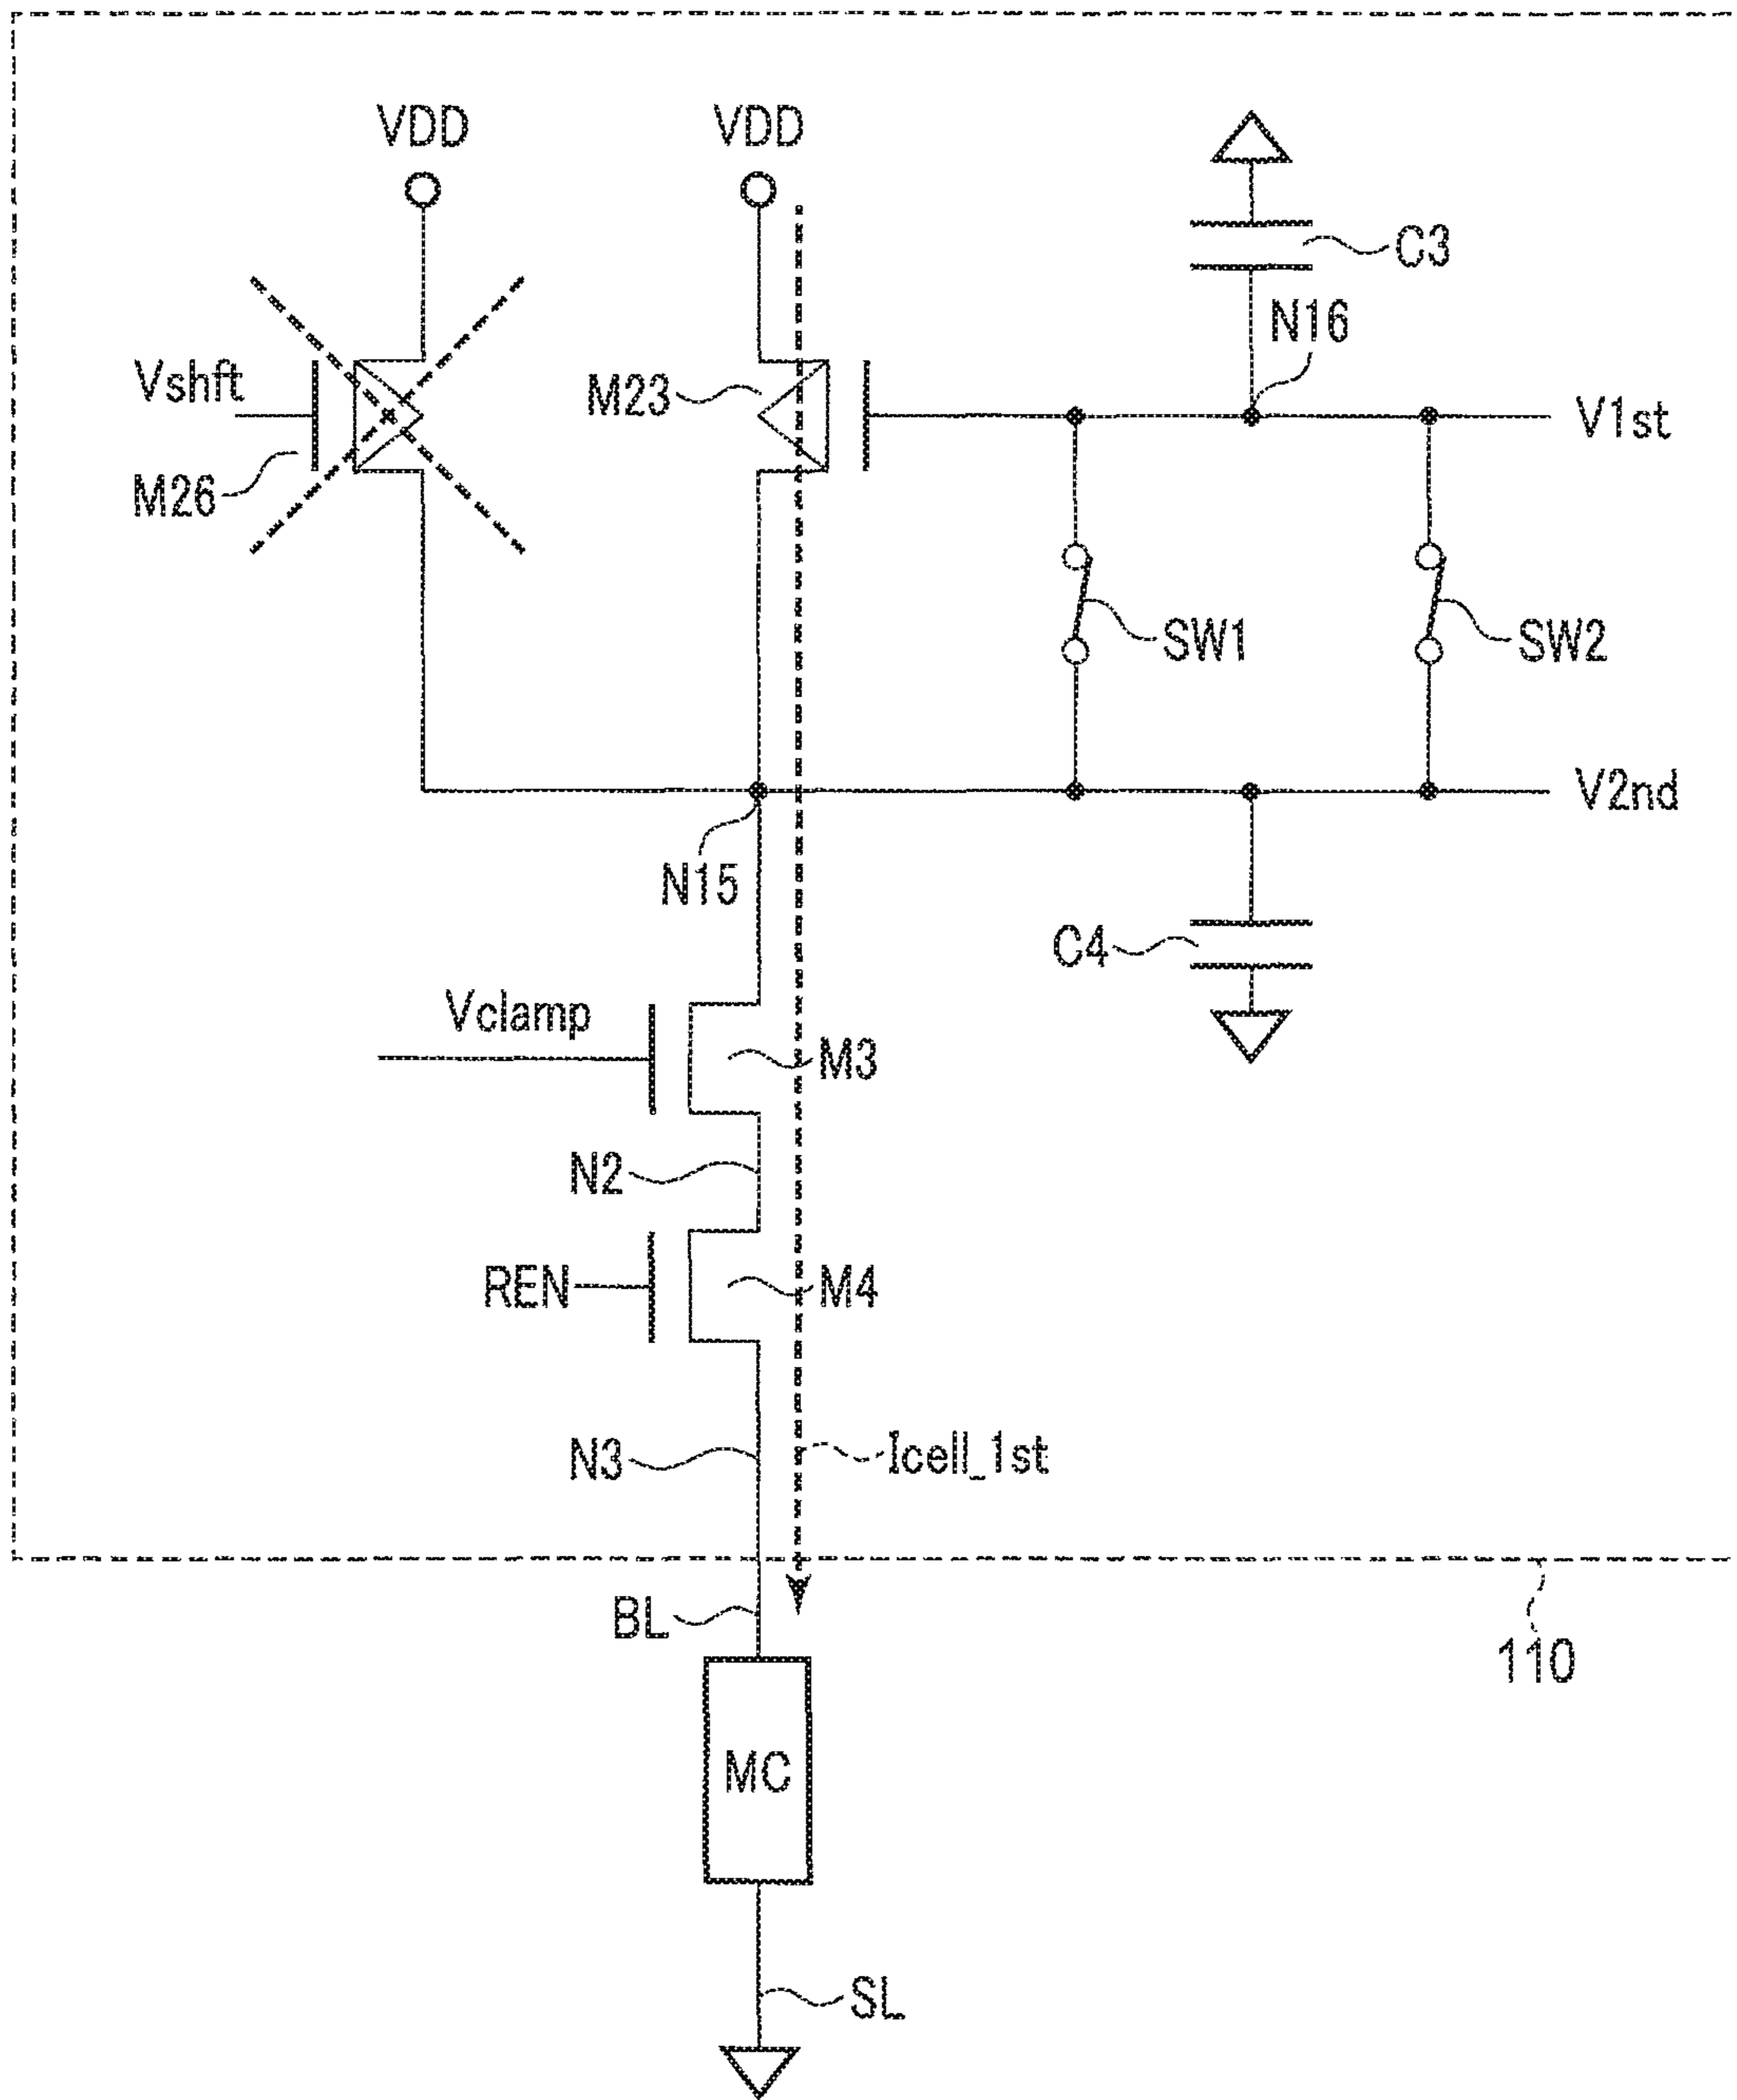 VDD
VDD
C3
N16
Vshft
M23
V1st
M26
SW1
SW2
V2nd
N15
C4
Vclamp
M3
N2
REN
M4
N3
Icell_1st
BL
110
MC
SL